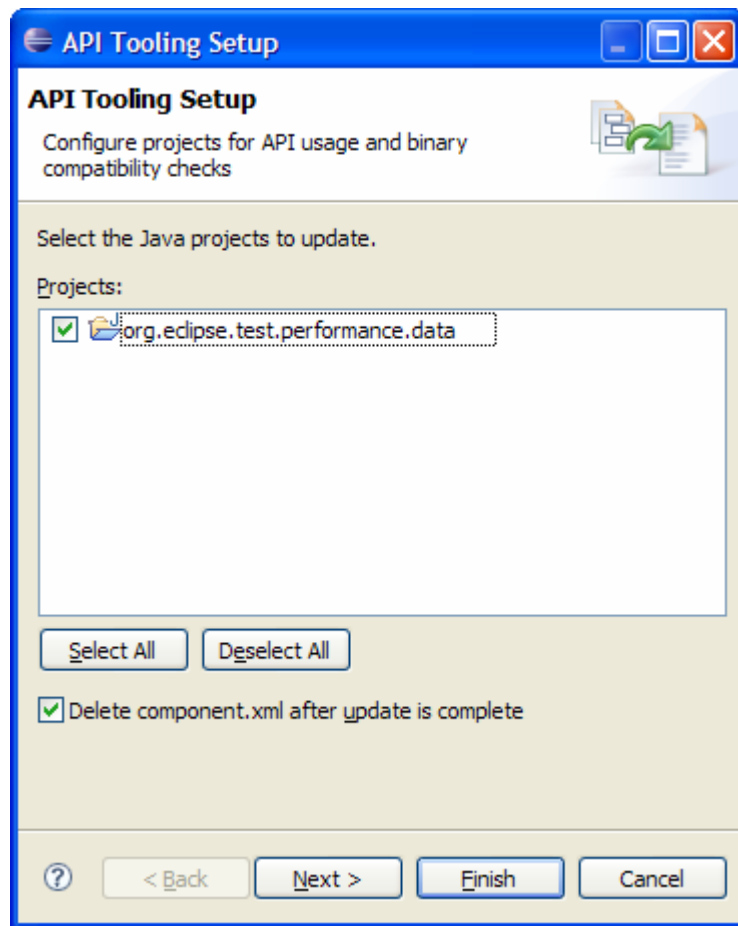 API Tooling Setup
API Tooling Setup
Configure projects for API usage and binary
compatibility checks
Select the Java projects to update.
Projects:
org.eclipse.test.performance.data
Select All
Deselect All
Delete component.xml after update is complete
?
< Back
Next >
Finish
Cancel